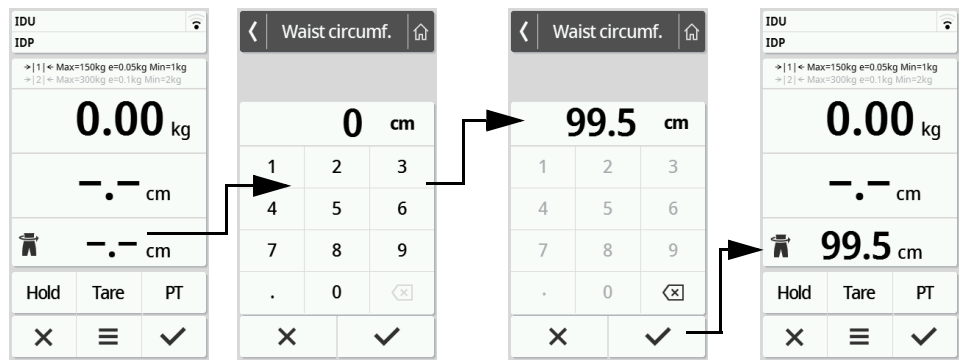 IDU
IDP
→|1|← Max=150kg e=0.05kg Min=1kg
→|2|← Max=300kg e=0.1kg Min=2kg
0.00 kg
–.– cm
–.– cm
Hold Tare PT
Waist circumf.
0 cm
1 2 3
4 5 6
7 8 9
. 0
Waist circumf.
99.5 cm
1 2 3
4 5 6
7 8 9
. 0
IDU
IDP
→|1|← Max=150kg e=0.05kg Min=1kg
→|2|← Max=300kg e=0.1kg Min=2kg
0.00 kg
–.– cm
99.5 cm
Hold Tare PT